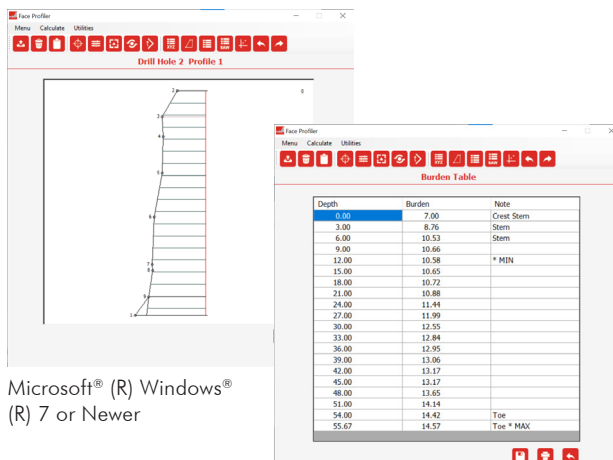 Face Profiler
Menu Calculate Utilities
XYZ RAW
Drill Hole 2 Profile 1
2
0
3
4
5
6
7
8
9
1
Microsoft® (R) Windows®
(R) 7 or Newer
Face Profiler
Menu Calculate Utilities
XYZ RAW
Burden Table
Depth Burden Note
0.00 7.00 Crest Stem
3.00 8.76 Stem
6.00 10.53 Stem
9.00 10.66
12.00 10.58 * MIN
15.00 10.65
18.00 10.72
21.00 10.88
24.00 11.44
27.00 11.99
30.00 12.55
33.00 12.84
36.00 12.95
39.00 13.06
42.00 13.17
45.00 13.17
48.00 13.65
51.00 14.14
54.00 14.42 Toe
55.67 14.57 Toe * MAX